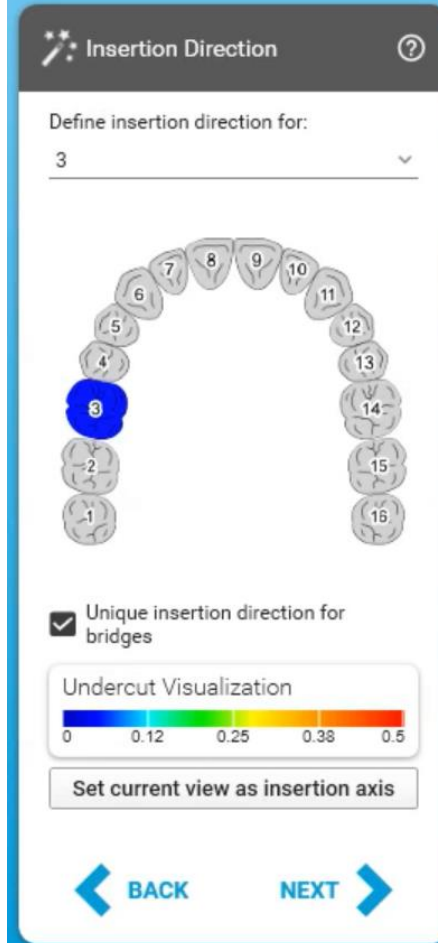 Insertion Direction
Define insertion direction for:
3
8 9
7 10
6 11
5 12
4 13
3 14
2 15
1 16
Unique insertion direction for
bridges
Undercut Visualization
0 0.12 0.25 0.38 0.5
Set current view as insertion axis
BACK NEXT